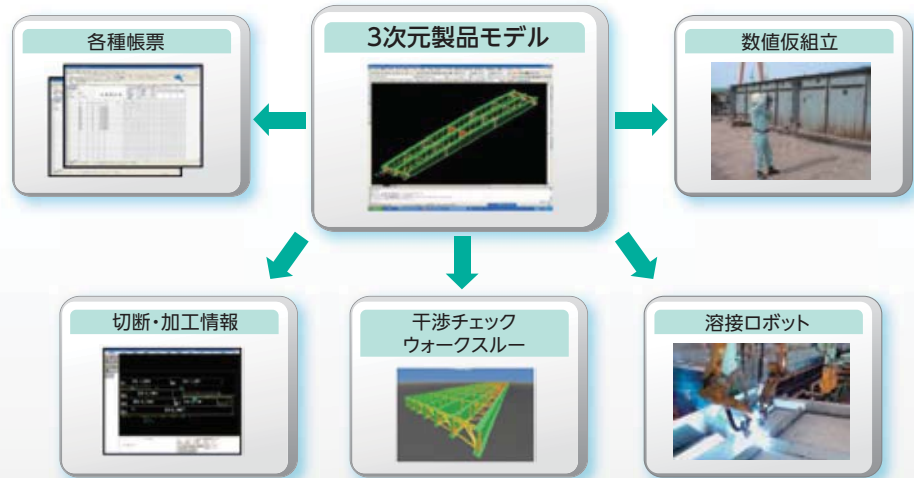 各種帳票
3次元製品モデル
数値仮組立
切断・加工情報
干渉チェック
ウォークスルー
溶接ロボット